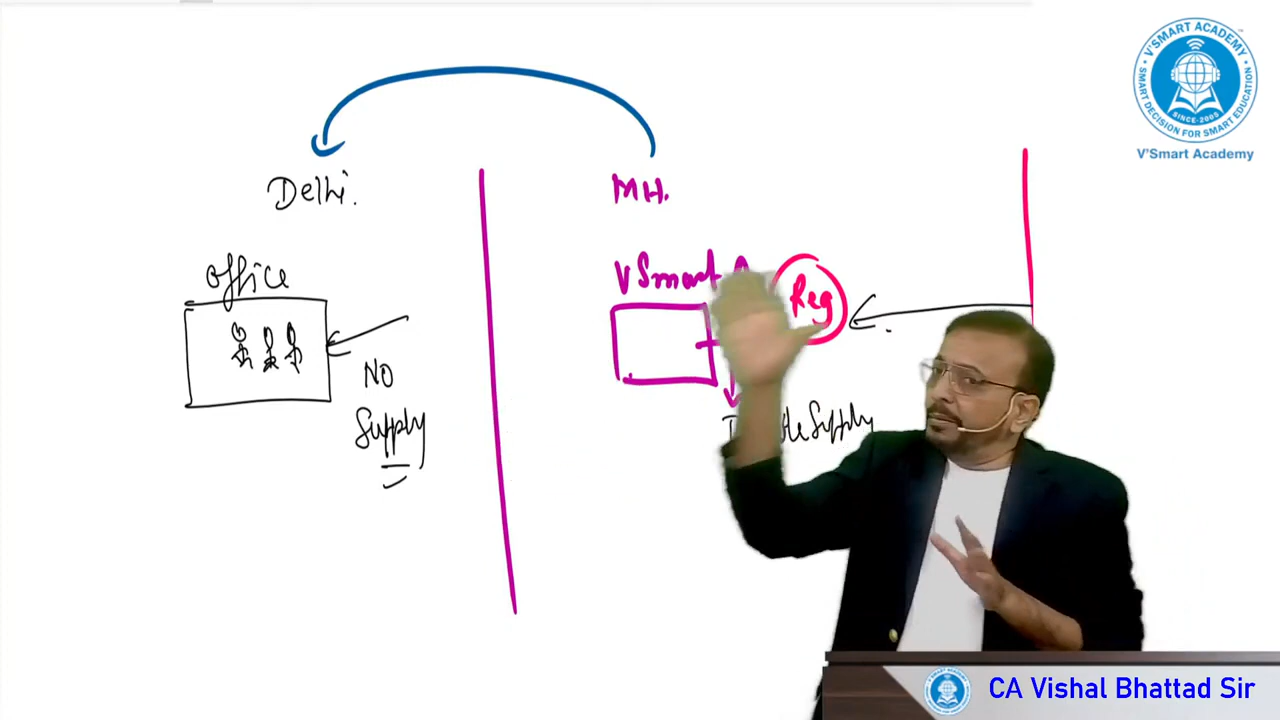 V'SMART ACADEMY
SMART DECISION FOR SMART EDUCATION
SINCE-2005
V'Smart Academy
Delhi.
MH.
office
VSmart
Reg
NO
Supply
Supply
CA Vishal Bhattad Sir